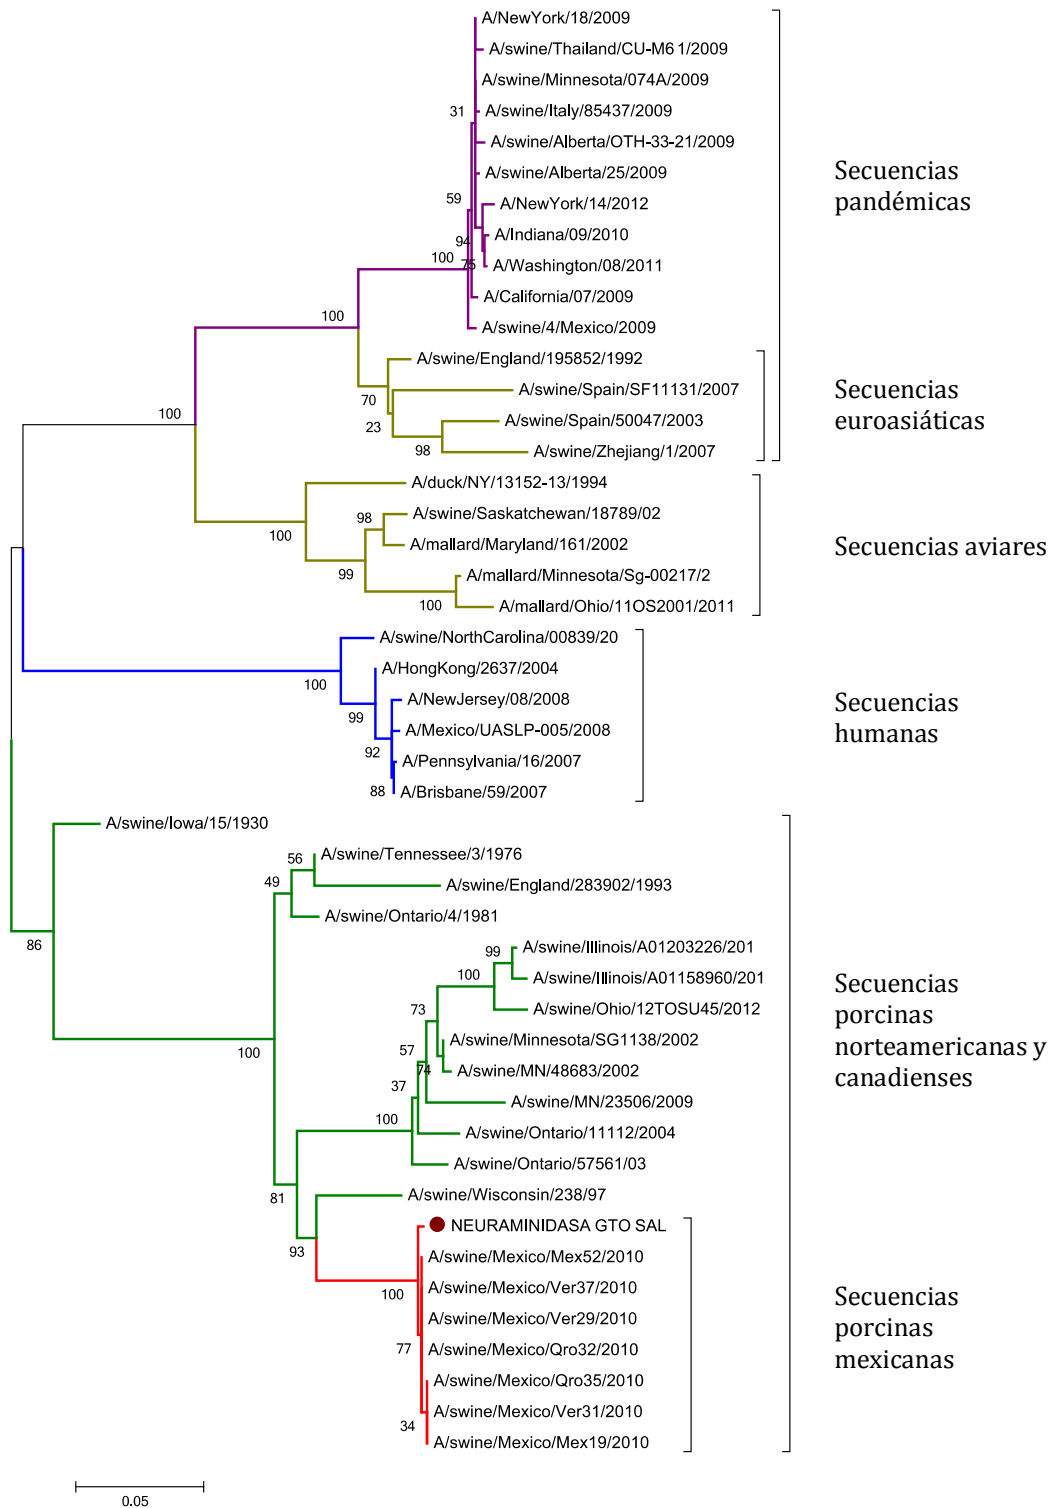 A/NewYork/18/2009
A/swine/Thailand/CU-M61/2009
A/swine/Minnesota/074A/2009
31
A/swine/Italy/85437/2009
A/swine/Alberta/OTH-33-21/2009
A/swine/Alberta/25/2009
59
A/NewYork/14/2012
94
A/Indiana/09/2010
100
75
A/Washington/08/2011
A/California/07/2009
100
A/swine/4/Mexico/2009
Secuencias
pandémicas
A/swine/England/195852/1992
A/swine/Spain/SF11131/2007
70
100
A/swine/Spain/50047/2003
23
98
A/swine/Zhejiang/1/2007
Secuencias
euroasiáticas
A/duck/NY/13152-13/1994
98
A/swine/Saskatchewan/18789/02
100
A/mallard/Maryland/161/2002
99
A/mallard/Minnesota/Sg-00217/2
100
A/mallard/Ohio/11OS2001/2011
Secuencias aviares
A/swine/NorthCarolina/00839/20
A/HongKong/2637/2004
100
A/NewJersey/08/2008
99
A/Mexico/UASLP-005/2008
92
A/Pennsylvania/16/2007
88
A/Brisbane/59/2007
Secuencias
humanas
A/swine/Iowa/15/1930
A/swine/Tennessee/3/1976
56
49
A/swine/England/283902/1993
A/swine/Ontario/4/1981
86
A/swine/Illinois/A01203226/201
99
100
A/swine/Illinois/A01158960/201
73
A/swine/Ohio/12TOSU45/2012
A/swine/Minnesota/SG1138/2002
100
57
74
A/swine/MN/48683/2002
37
A/swine/MN/23506/2009
100
A/swine/Ontario/11112/2004
A/swine/Ontario/57561/03
81
A/swine/Wisconsin/238/97
Secuencias
porcinas
norteamericanas y
canadienses
NEURAMINIDASA GTO SAL
93
A/swine/Mexico/Mex52/2010
100
A/swine/Mexico/Ver37/2010
A/swine/Mexico/Ver29/2010
77
A/swine/Mexico/Qro32/2010
A/swine/Mexico/Qro35/2010
A/swine/Mexico/Ver31/2010
34
A/swine/Mexico/Mex19/2010
Secuencias
porcinas
mexicanas
0.05